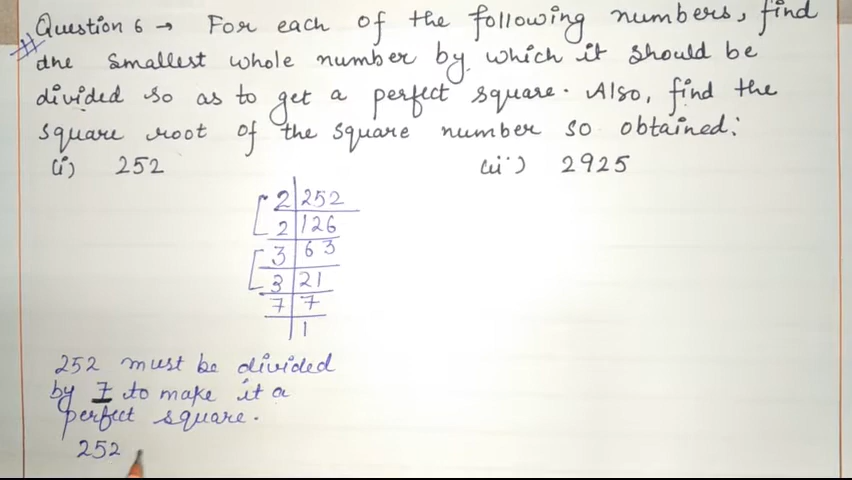 Question 6 → For each of the following numbers, find
the smallest whole number by which it should be
divided so as to get a perfect square. Also, find the
square root of the square number so obtained:
(i) 252 (ii) 2925
2 252
2 126
3 63
3 21
7 7
1
252 must be divided
by 7 to make it a
perfect square.
252